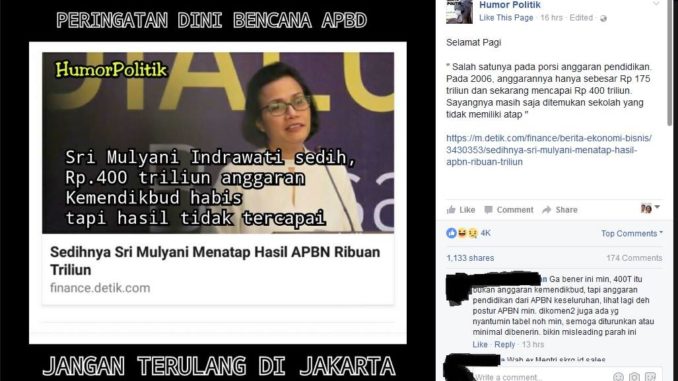 PERINGATAN DINI BENCANA APBD
HumorPolitik
DIALO
Sri Mulyani Indrawati sedih,
Rp.400 triliun anggaran
Kemendikbud habis
tapi hasil tidak tercapai
Sedihnya Sri Mulyani Menatap Hasil APBN Ribuan
Triliun
finance.detik.com
JANGAN TERULANG DI JAKARTA
Humor Politik
Like This Page · 16 hrs · Edited ·
Selamat Pagi
" Salah satunya pada porsi anggaran pendidikan.
Pada 2006, anggarannya hanya sebesar Rp 175
triliun dan sekarang mencapai Rp 400 triliun.
Sayangnya masih saja ditemukan sekolah yang
tidak memiliki atap "
https://m.detik.com/finance/berita-ekonomi-bisnis/
3430353/sedihnya-sri-mulyani-menatap-hasil-
apbn-ribuan-triliun
Like Comment Share
4K Top Comments
1.133 shares 174 Comments
Ga bener ini min, 400T itu
bukan anggaran kemendikbud, tapi anggaran
pendidikan dari APBN keseluruhan, lihat lagi deh
postur APBN min. dikomen2 juga ada yg
nyantumin tabel noh min, semoga diturunkan atau
minimal dibenerin. bikin misleading parah ini
Like · Reply · 13 hrs
Wah ex Mentri skrg jd sales
Write a comment...